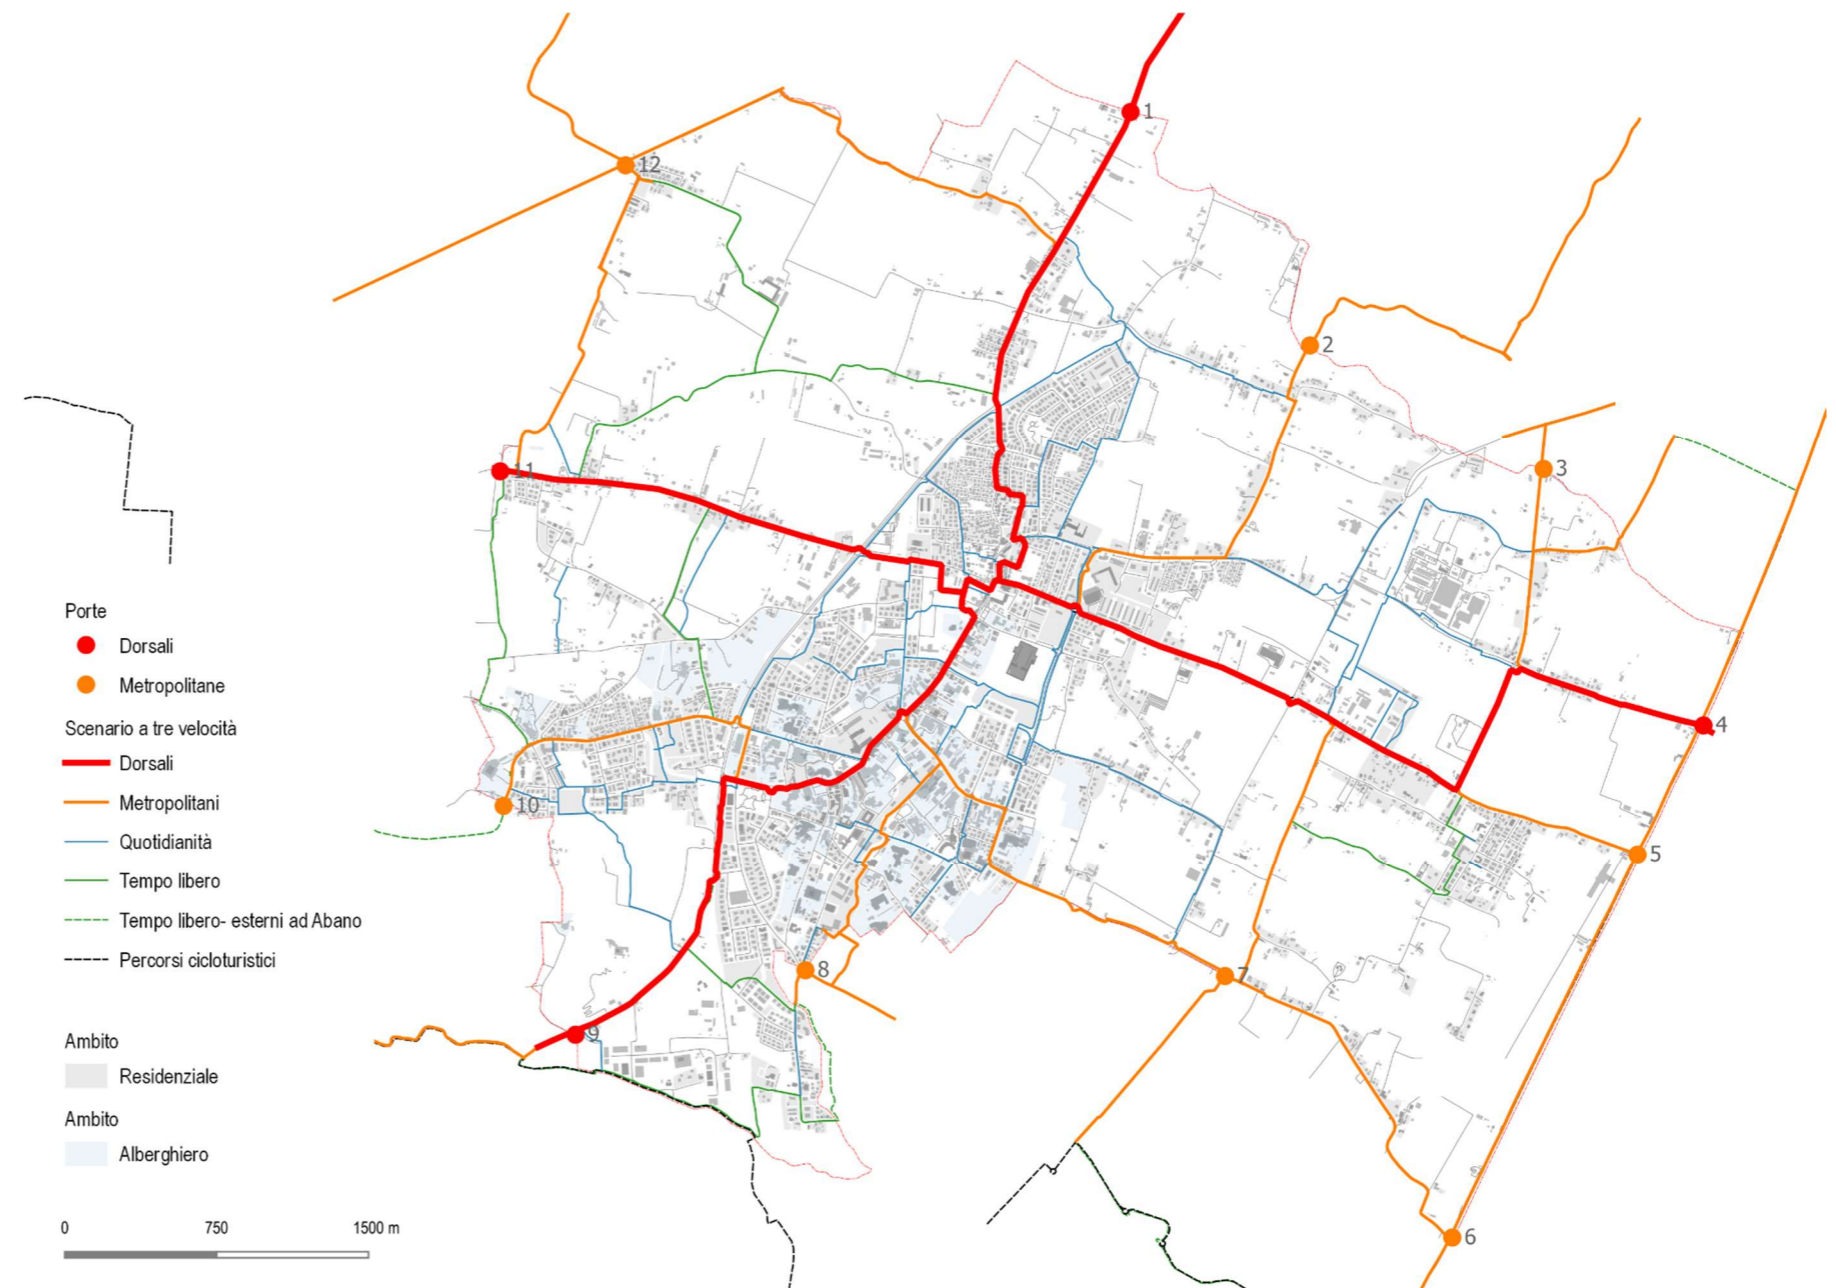 1
12
2
3
11
4
5
10
8
7
9
6
Porte
Dorsali
Metropolitane
Scenario a tre velocità
Dorsali
Metropolitani
Quotidianità
Tempo libero
Tempo libero- esterni ad Abano
Percorsi cicloturistici
Ambito
Residenziale
Ambito
Alberghiero
0 750 1500 m